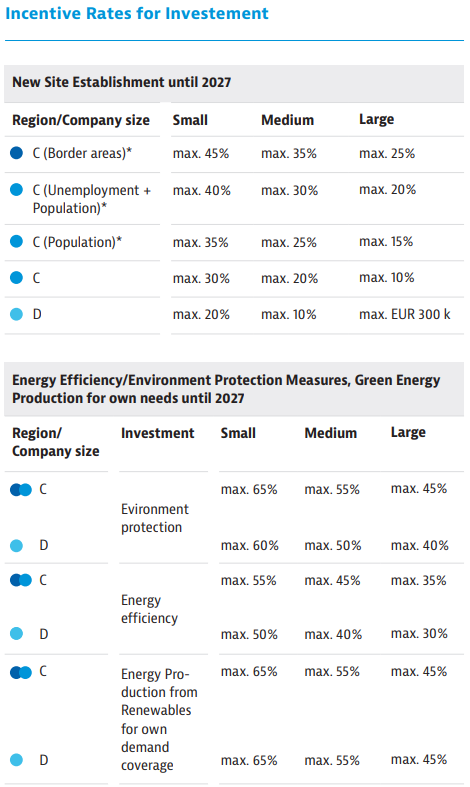 Incentive Rates for Investement
New Site Establishment until 2027
Region/Company size Small Medium Large
C (Border areas)* max. 45% max. 35% max. 25%
C (Unemployment + max. 40% max. 30% max. 20%
Population)*
C (Population)* max. 35% max. 25% max. 15%
C max. 30% max. 20% max. 10%
D max. 20% max. 10% max. EUR 300 k
Energy Efficiency/Environment Protection Measures, Green Energy
Production for own needs until 2027
Region/ Investment Small Medium Large
Company size
C max. 65% max. 55% max. 45%
Evironment
protection
D max. 60% max. 50% max. 40%
C max. 55% max. 45% max. 35%
Energy
efficiency
D max. 50% max. 40% max. 30%
C Energy Pro- max. 65% max. 55% max. 45%
duction from
Renewables
for own
demand
D coverage max. 65% max. 55% max. 45%